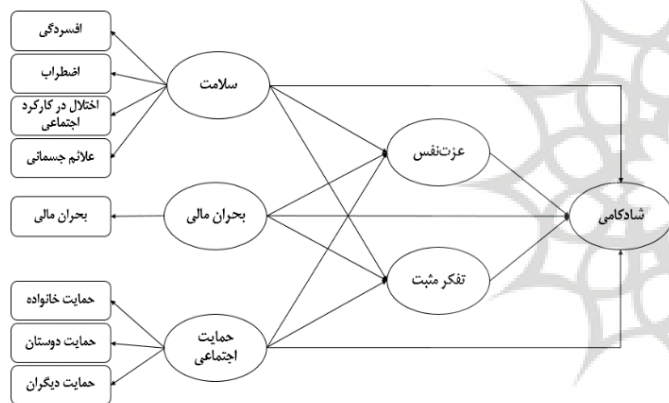 افسردگی
اضطراب
اختلال در کارکرد
اجتماعی
علائم جسمانی
سلامت
بحران مالی
بحران مالی
حمایت خانواده
حمایت دوستان
حمایت دیگران
حمایت
اجتماعی
عزت‌نفس
تفکر مثبت
شادکامی